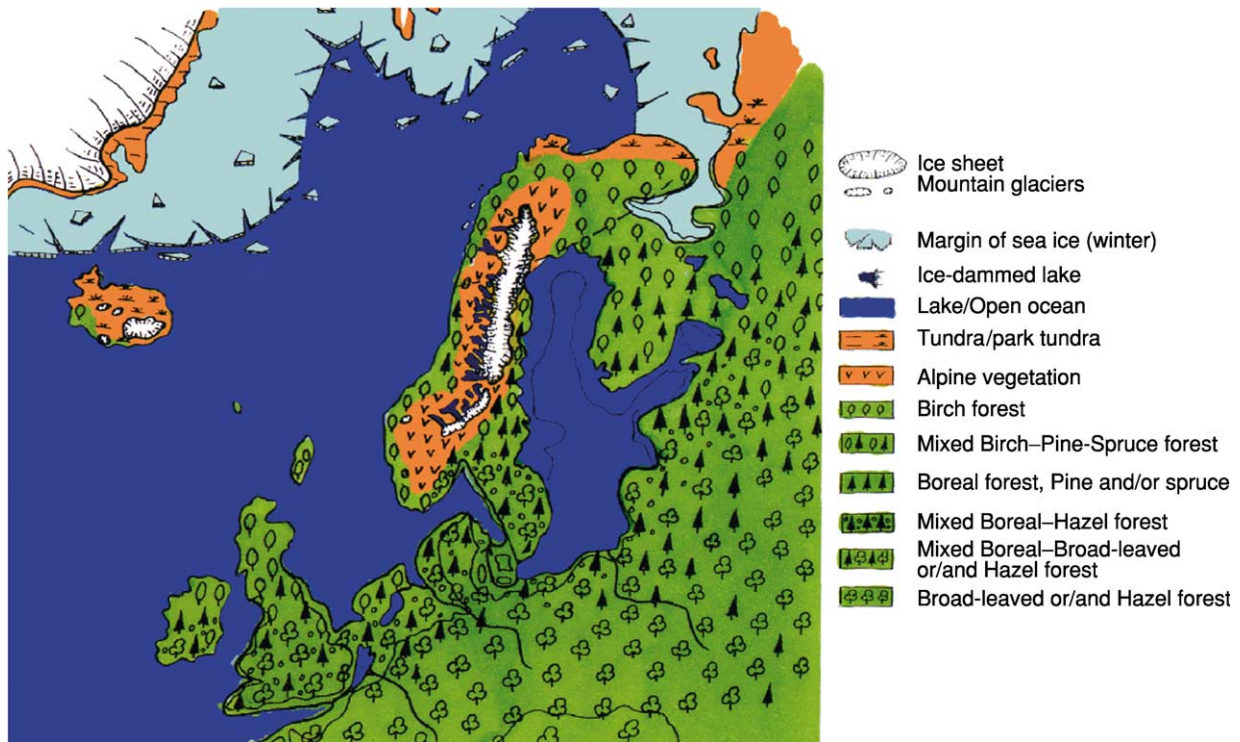 Ice sheet
Mountain glaciers
Margin of sea ice (winter)
Ice-dammed lake
Lake/Open ocean
Tundra/park tundra
Alpine vegetation
Birch forest
Mixed Birch–Pine-Spruce forest
Boreal forest, Pine and/or spruce
Mixed Boreal–Hazel forest
Mixed Boreal–Broad-leaved
or/and Hazel forest
Broad-leaved or/and Hazel forest